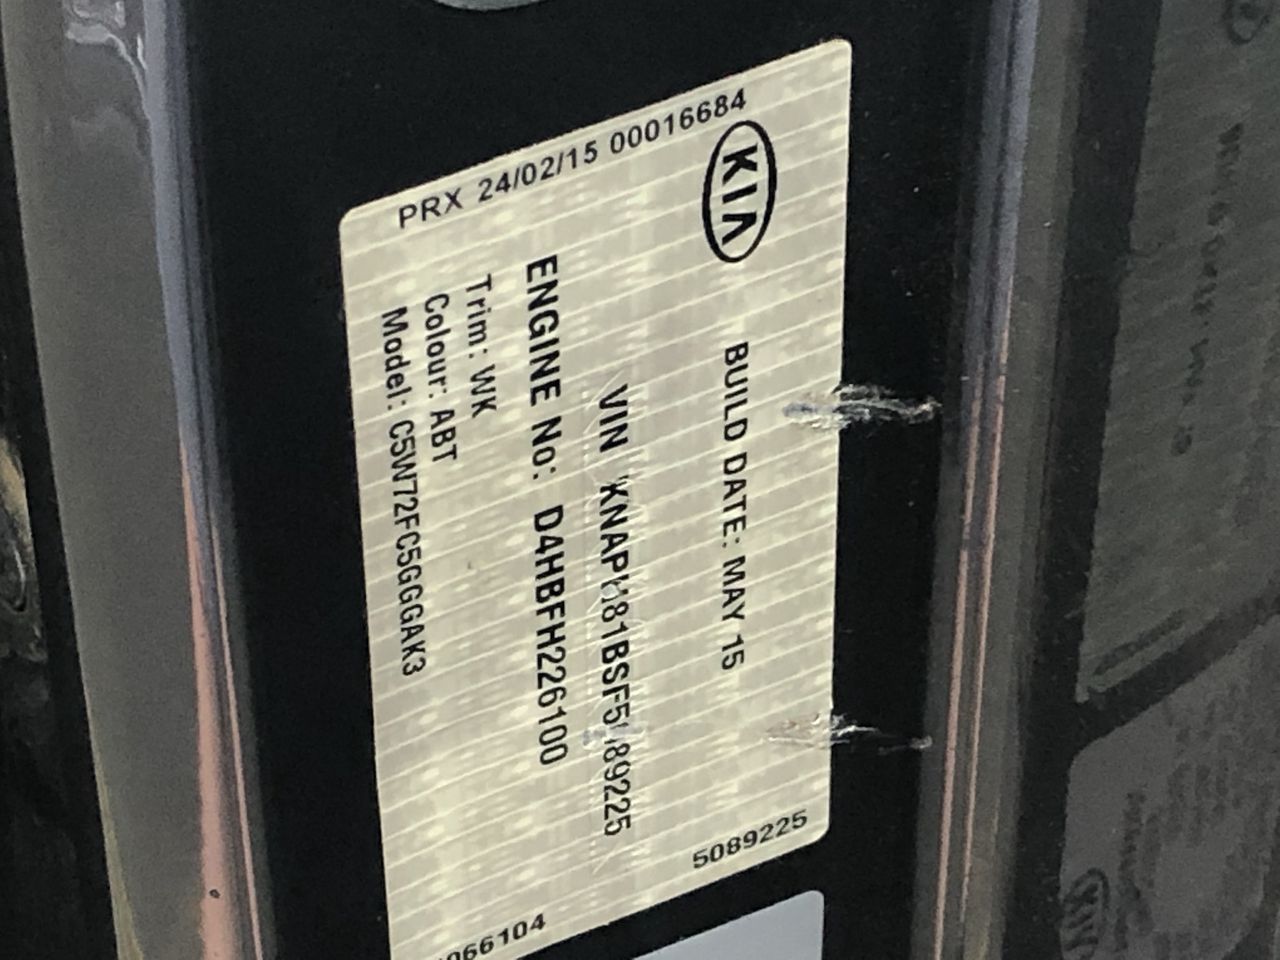 PRX 24/02/15 00016684
KIA
BUILD DATE: MAY 15
VIN
ENGINE No: D4HBFH226100
Trim: WK
Colour: ABT
Model: C5W72FC5GGGAK3
5089225
066104
KIA